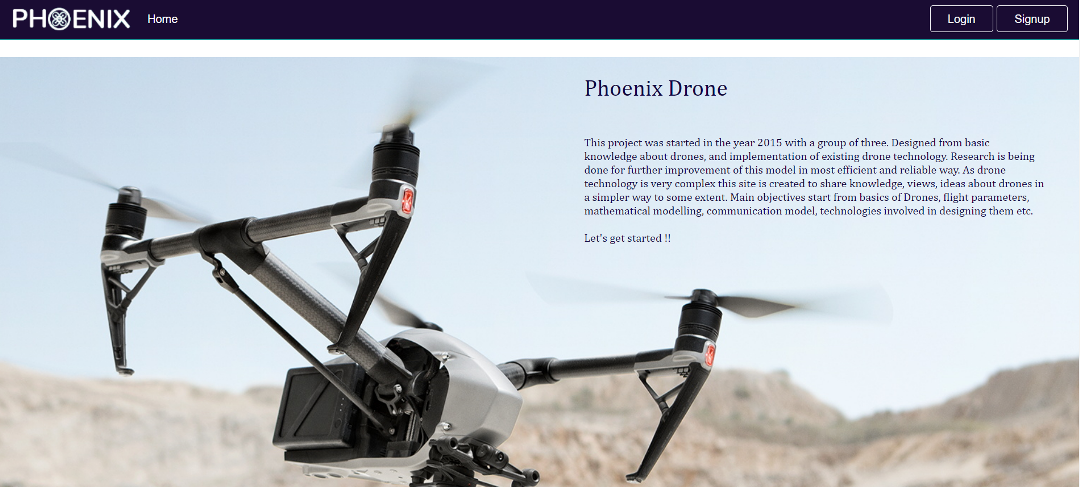 PHOENIX Home Login Signup
Phoenix Drone
This project was started in the year 2015 with a group of three. Designed from basic
knowledge about drones, and implementation of existing drone technology. Research is being
done for further improvement of this model in most efficient and reliable way. As drone
technology is very complex this site is created to share knowledge, views, ideas about drones in
a simpler way to some extent. Main objectives start from basics of Drones, flight parameters,
mathematical modelling, communication model, technologies involved in designing them etc.
Let's get started !!